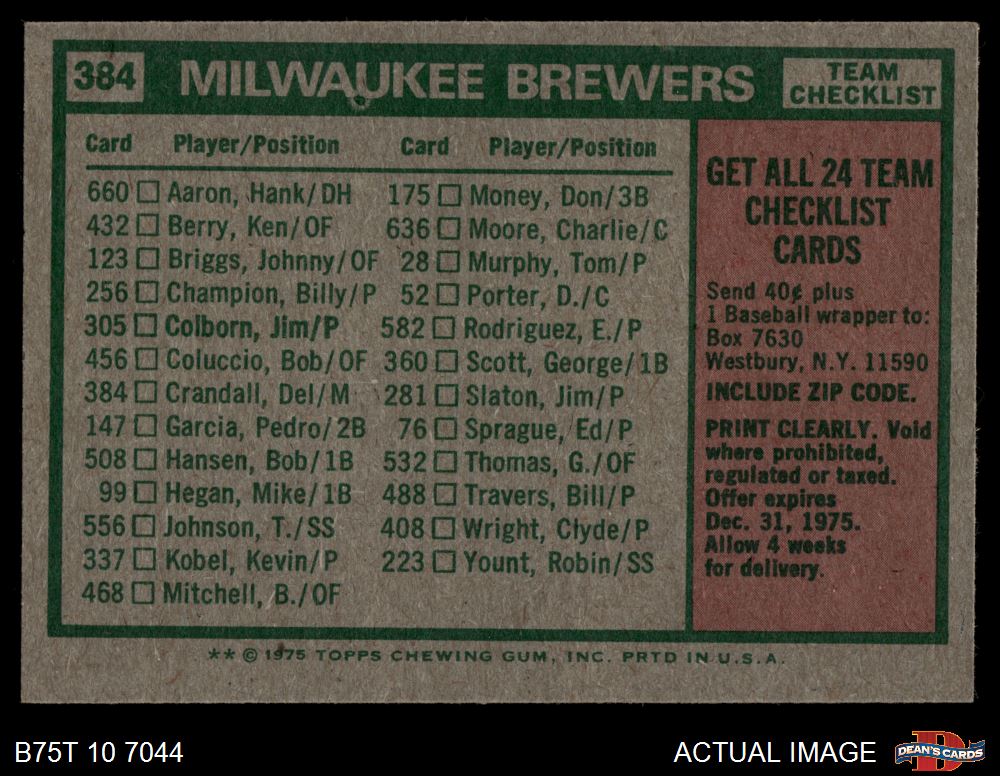 384 MILWAUKEE BREWERS TEAM CHECKLIST
Card Player/Position Card Player/Position
660 Aaron, Hank/DH 175 Money, Don/3B
432 Berry, Ken/OF 636 Moore, Charlie/C
123 Briggs, Johnny/OF 28 Murphy, Tom/P
256 Champion, Billy/P 52 Porter, D./C
305 Colborn, Jim/P 582 Rodriguez, E./P
456 Coluccio, Bob/OF 360 Scott, George/1B
384 Crandall, Del/M 281 Slaton, Jim/P
147 Garcia, Pedro/2B 76 Sprague, Ed/P
508 Hansen, Bob/1B 532 Thomas, G./OF
99 Hegan, Mike/1B 488 Travers, Bill/P
556 Johnson, T./SS 408 Wright, Clyde/P
337 Kobel, Kevin/P 223 Yount, Robin/SS
468 Mitchell, B./OF
GET ALL 24 TEAM
CHECKLIST
CARDS
Send 40¢ plus
1 Baseball wrapper to:
Box 7630
Westbury, N.Y. 11590
INCLUDE ZIP CODE.
PRINT CLEARLY. Void
where prohibited,
regulated or taxed.
Offer expires
Dec. 31, 1975.
Allow 4 weeks
for delivery.
** © 1975 TOPPS CHEWING GUM, INC. PRTD IN U.S.A.
B75T 10 7044 ACTUAL IMAGE DEAN'S CARDS